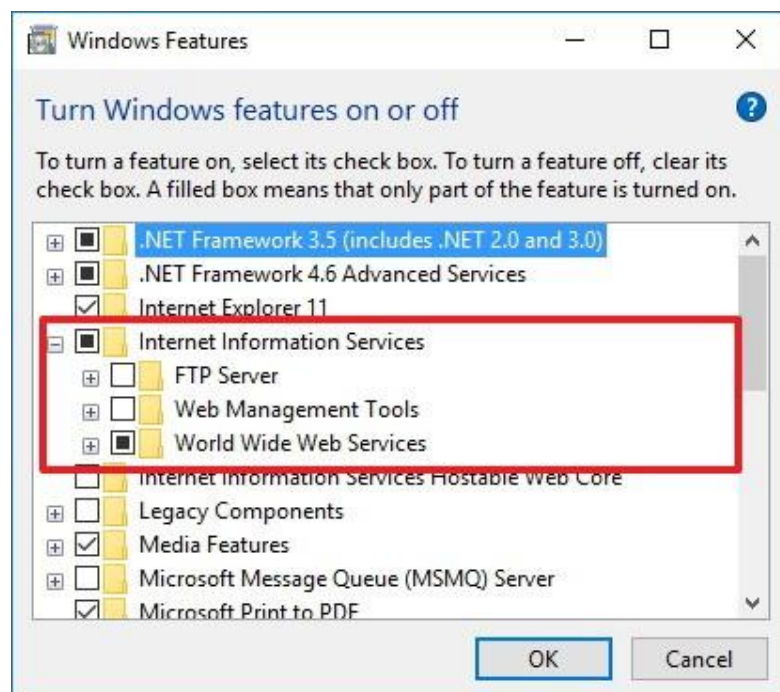 Windows Features
Turn Windows features on or off
To turn a feature on, select its check box. To turn a feature off, clear its
check box. A filled box means that only part of the feature is turned on.
.NET Framework 3.5 (includes .NET 2.0 and 3.0)
.NET Framework 4.6 Advanced Services
Internet Explorer 11
Internet Information Services
FTP Server
Web Management Tools
World Wide Web Services
Internet Information Services Hostable Web Core
Legacy Components
Media Features
Microsoft Message Queue (MSMQ) Server
Microsoft Print to PDF
OK
Cancel